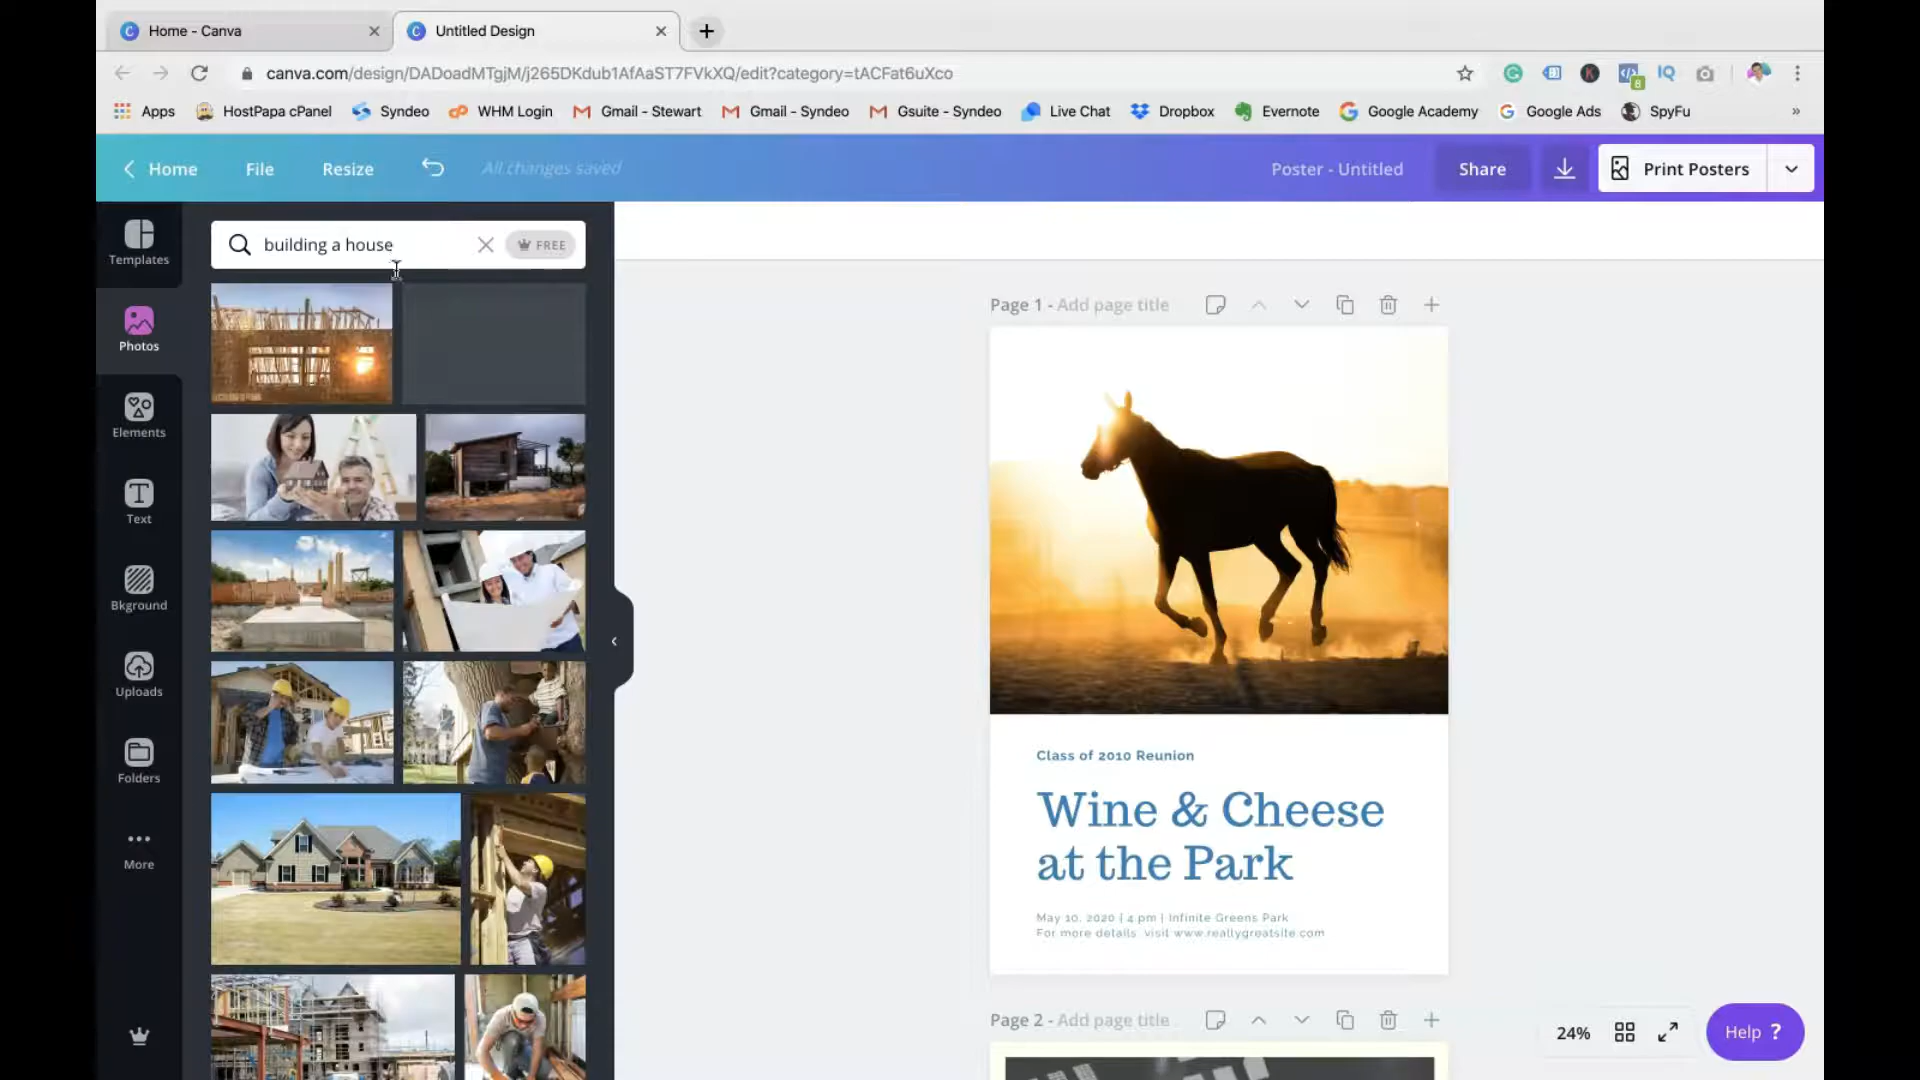 Home - Canva
Untitled Design
canva.com/design/DADoadMTgjM/j265DKdub1AfAaST7FVkXQ/edit?category=tACFat6uXco
Apps
HostPapa cPanel
Syndeo
WHM Login
Gmail - Stewart
Gmail - Syndeo
Gsuite - Syndeo
Live Chat
Dropbox
Evernote
Google Academy
Google Ads
SpyFu
»
Home
File
Resize
All changes saved
Poster - Untitled
Share
Print Posters
Templates
Photos
Elements
Text
Bkground
Uploads
Folders
More
building a house
FREE
Page 1 - Add page title
Class of 2010 Reunion
Wine & Cheese
at the Park
May 10, 2020 | 4 pm | Infinite Greens Park
For more details, visit www.reallygreatsite.com
Page 2 - Add page title
24%
Help ?